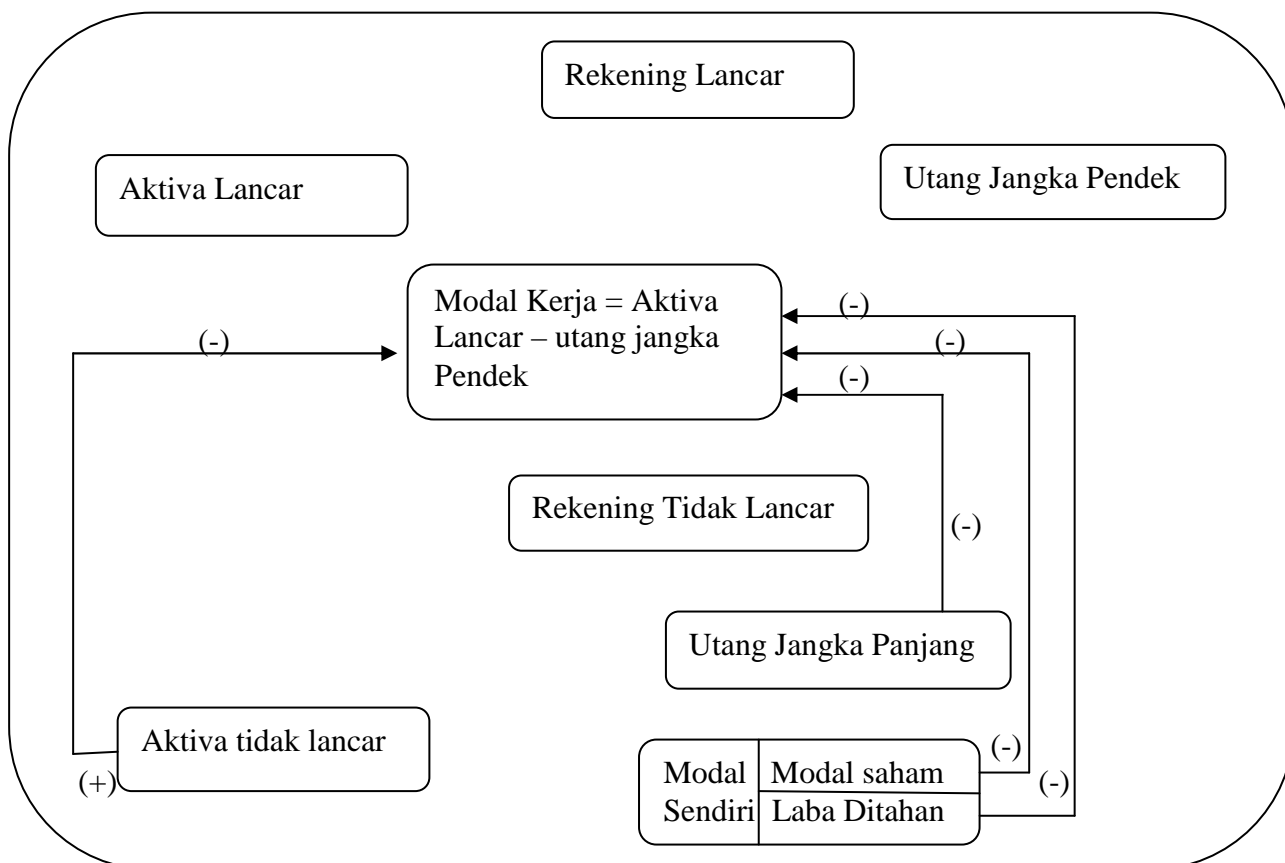 Rekening Lancar
Utang Jangka Pendek
Aktiva Lancar
Modal Kerja = Aktiva
Lancar – utang jangka
Pendek
(-)
(-)
(-)
(-)
Rekening Tidak Lancar
(-)
Utang Jangka Panjang
Aktiva tidak lancar
(+)
Modal
Sendiri
Modal saham
Laba Ditahan
(-)
(-)